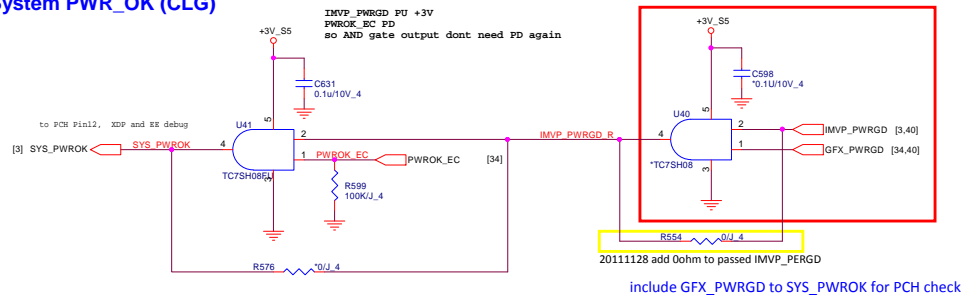 System PWR_OK (CLG)
IMVP_PWRGD PU +3V
PWROK_EC PD
so AND gate output dont need PD again
+3V_S5
C631
0.1u/10V_4
to PCH Pin12, XDP and EE debug
U41
5
2
1
4
3
TC7SH08FU
[3] SYS_PWROK
SYS_PWROK
PWROK_EC
PWROK_EC
[34]
R599
100K/J_4
R576
*0/J_4
IMVP_PWRGD_R
+3V_S5
C598
*0.1U/10V_4
U40
5
4
2
1
3
*TC7SH08
IMVP_PWRGD [3,40]
GFX_PWRGD [34,40]
R554
0/J_4
20111128 add 0ohm to passed IMVP_PERGD
include GFX_PWRGD to SYS_PWROK for PCH check